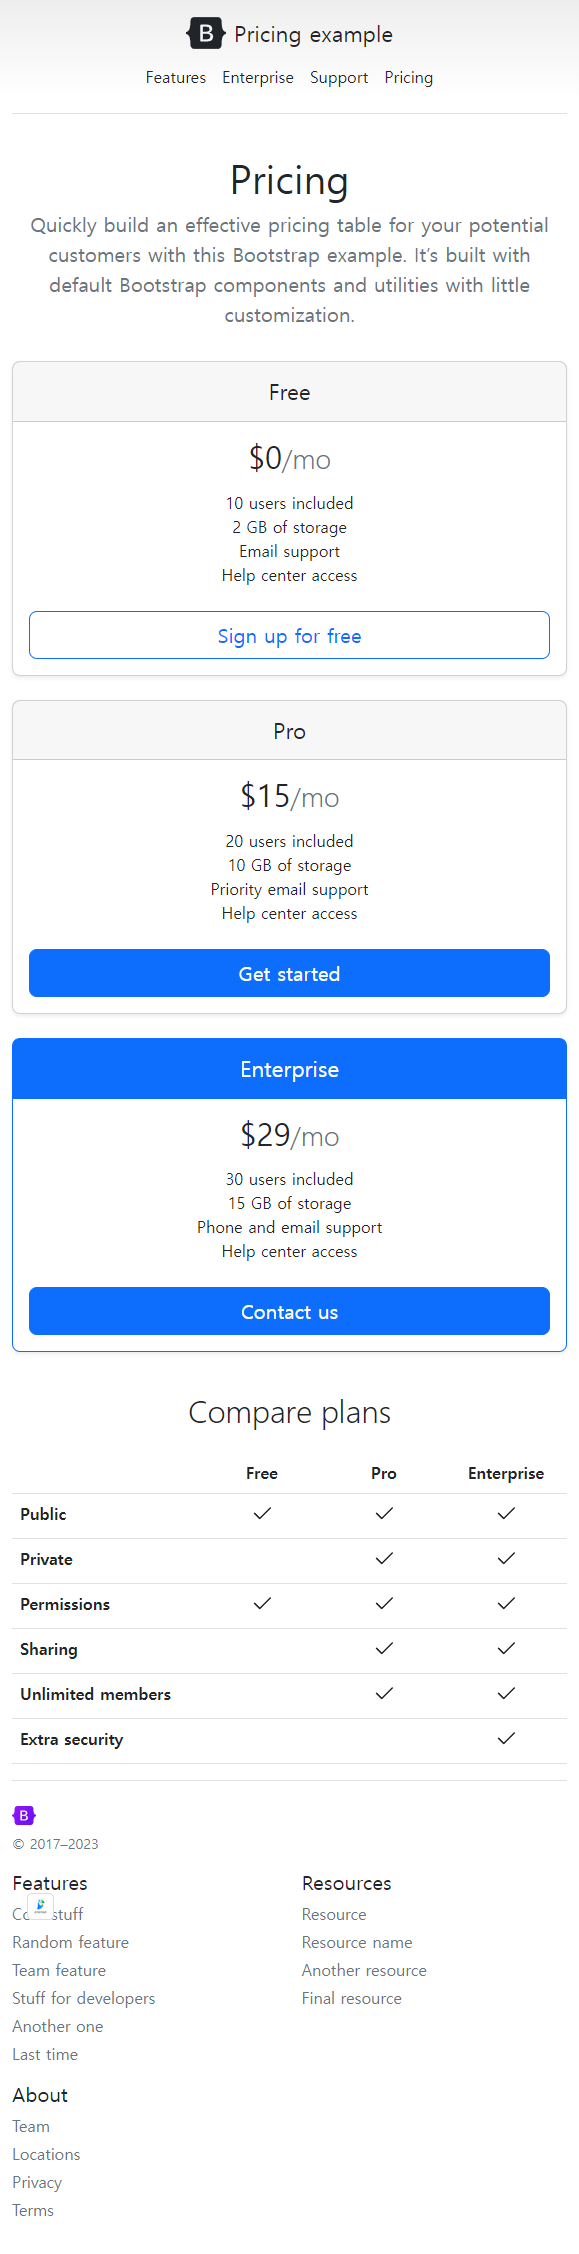 B Pricing example
Features Enterprise Support Pricing
Pricing
Quickly build an effective pricing table for your potential
customers with this Bootstrap example. It’s built with
default Bootstrap components and utilities with little
customization.
Free
$0/mo
10 users included
2 GB of storage
Email support
Help center access
Sign up for free
Pro
$15/mo
20 users included
10 GB of storage
Priority email support
Help center access
Get started
Enterprise
$29/mo
30 users included
15 GB of storage
Phone and email support
Help center access
Contact us
Compare plans
Free Pro Enterprise
Public
Private
Permissions
Sharing
Unlimited members
Extra security
B
© 2017–2023
Features
stuff
Random feature
Team feature
Stuff for developers
Another one
Last time
Resources
Resource
Resource name
Another resource
Final resource
About
Team
Locations
Privacy
Terms